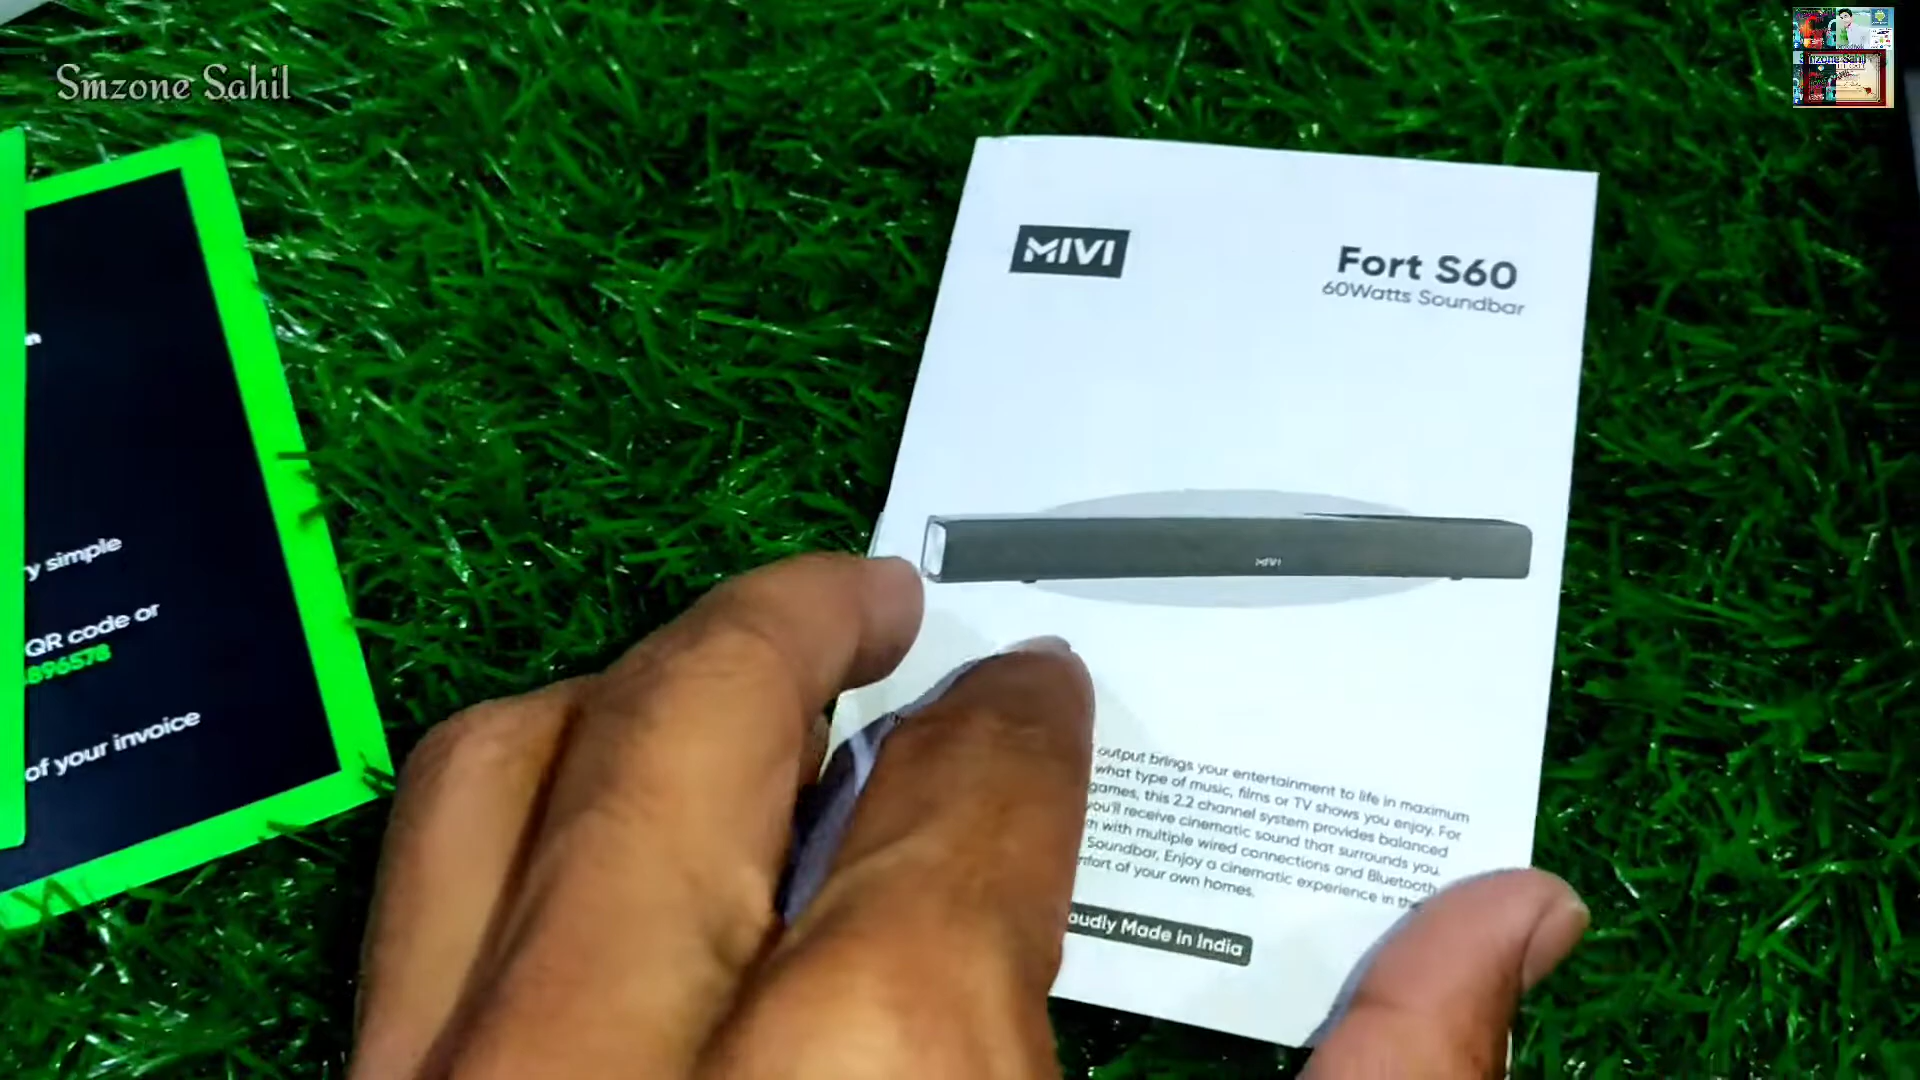 Smzone Sahil
MIVI
Fort S60
60Watts Soundbar
MIVI
output brings your entertainment to life in maximum
what type of music, films or TV shows you enjoy. For
games, this 2.2 channel system provides balanced
you'll receive cinematic sound that surrounds you.
with multiple wired connections and Bluetooth
Soundbar, Enjoy a cinematic experience in the
of your own homes.
Made in India
simple
QR code or
896578
of your invoice